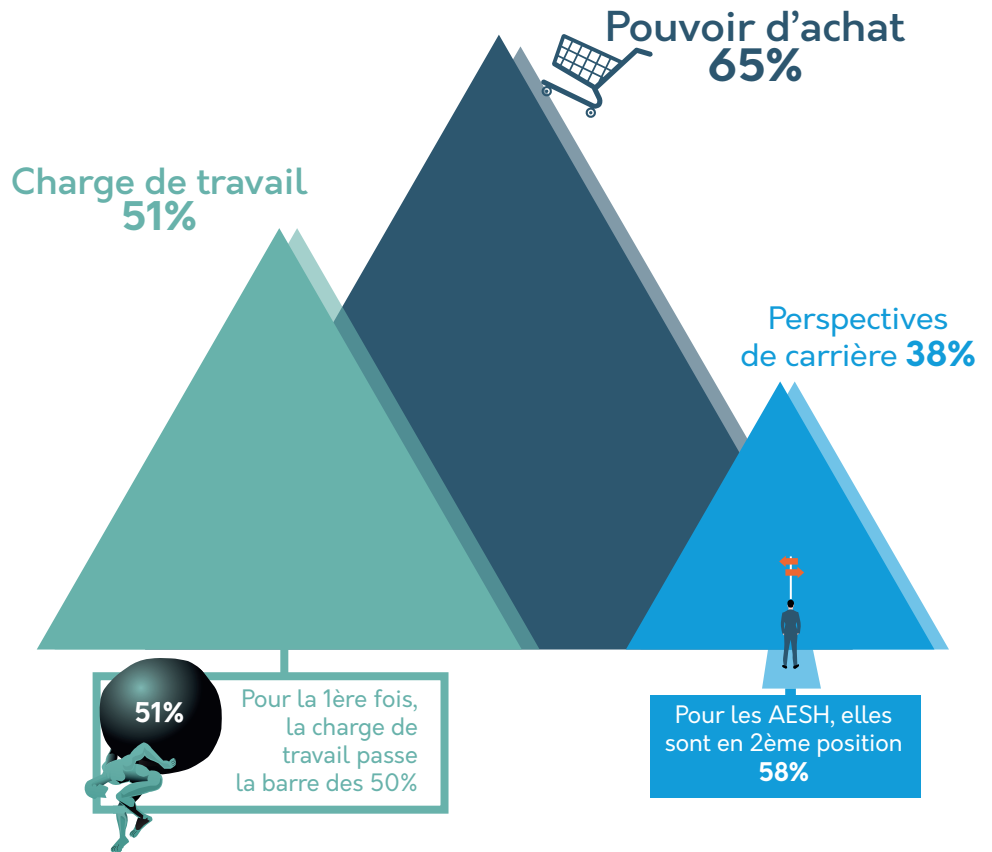 Pouvoir d'achat
65%
Charge de travail
51%
Perspectives
de carrière 38%
51%
Pour la 1ère fois,
la charge de
travail passe
la barre des 50%
Pour les AESH, elles
sont en 2ème position
58%